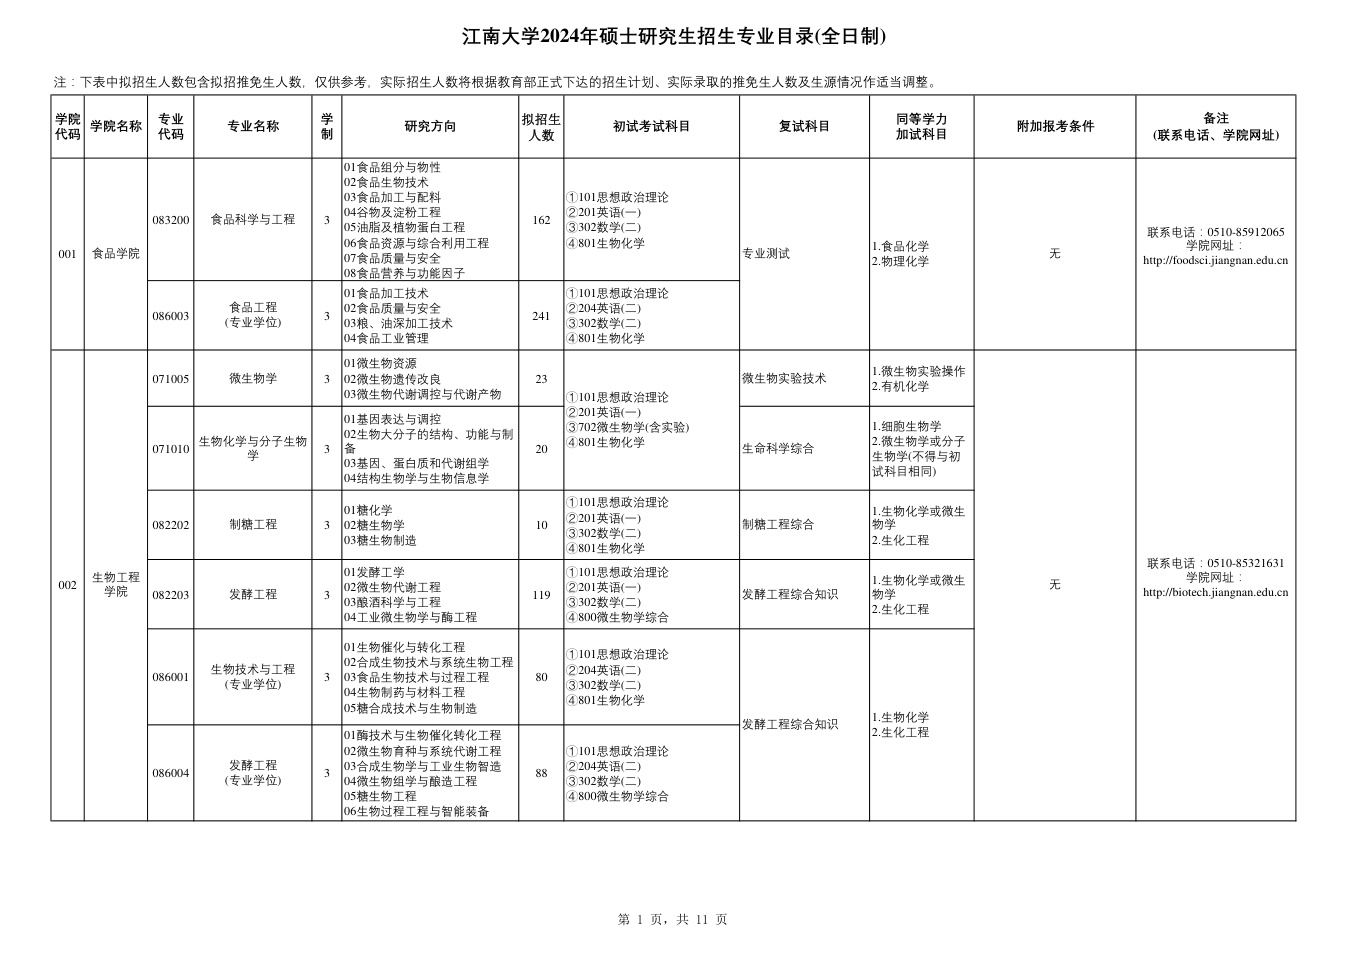 江南大学2024年硕士研究生招生专业目录(全日制)
注：下表中拟招生人数包含拟招推免生人数，仅供参考，实际招生人数将根据教育部正式下达的招生计划、实际录取的推免生人数及生源情况作适当调整。
学院
代码
学院名称
专业
代码
专业名称
学
制
研究方向
拟招生
人数
初试考试科目
复试科目
同等学力
加试科目
附加报考条件
备注
(联系电话、学院网址)
001
食品学院
083200
食品科学与工程
3
01食品组分与物性
02食品生物技术
03食品加工与配料
04谷物及淀粉工程
05油脂及植物蛋白工程
06食品资源与综合利用工程
07食品质量与安全
08食品营养与功能因子
162
①101思想政治理论
②201英语(一)
③302数学(二)
④801生物化学
专业测试
1.食品化学
2.物理化学
无
联系电话：0510-85912065
学院网址：
http://foodsci.jiangnan.edu.cn
086003
食品工程
(专业学位)
3
01食品加工技术
02食品质量与安全
03粮、油深加工技术
04食品工业管理
241
①101思想政治理论
②204英语(二)
③302数学(二)
④801生物化学
002
生物工程
学院
071005
微生物学
3
01微生物资源
02微生物遗传改良
03微生物代谢调控与代谢产物
23
①101思想政治理论
②201英语(一)
③702微生物学(含实验)
④801生物化学
微生物实验技术
1.微生物实验操作
2.有机化学
无
联系电话：0510-85321631
学院网址：
http://biotech.jiangnan.edu.cn
071010
生物化学与分子生物
学
3
01基因表达与调控
02生物大分子的结构、功能与制
备
03基因、蛋白质和代谢组学
04结构生物学与生物信息学
20
生命科学综合
1.细胞生物学
2.微生物学或分子
生物学(不得与初
试科目相同)
082202
制糖工程
3
01糖化学
02糖生物学
03糖生物制造
10
①101思想政治理论
②201英语(一)
③302数学(二)
④801生物化学
制糖工程综合
1.生物化学或微生
物学
2.生化工程
082203
发酵工程
3
01发酵工学
02微生物代谢工程
03酿酒科学与工程
04工业微生物学与酶工程
119
①101思想政治理论
②201英语(一)
③302数学(二)
④800微生物学综合
发酵工程综合知识
1.生物化学或微生
物学
2.生化工程
086001
生物技术与工程
(专业学位)
3
01生物催化与转化工程
02合成生物技术与系统生物工程
03食品生物技术与过程工程
04生物制药与材料工程
05糖合成技术与生物制造
80
①101思想政治理论
②204英语(二)
③302数学(二)
④801生物化学
发酵工程综合知识
1.生物化学
2.生化工程
086004
发酵工程
(专业学位)
3
01酶技术与生物催化转化工程
02微生物育种与系统代谢工程
03合成生物学与工业生物智造
04微生物组学与酿造工程
05糖生物工程
06生物过程工程与智能装备
88
①101思想政治理论
②204英语(二)
③302数学(二)
④800微生物学综合
第 1 页，共 11 页